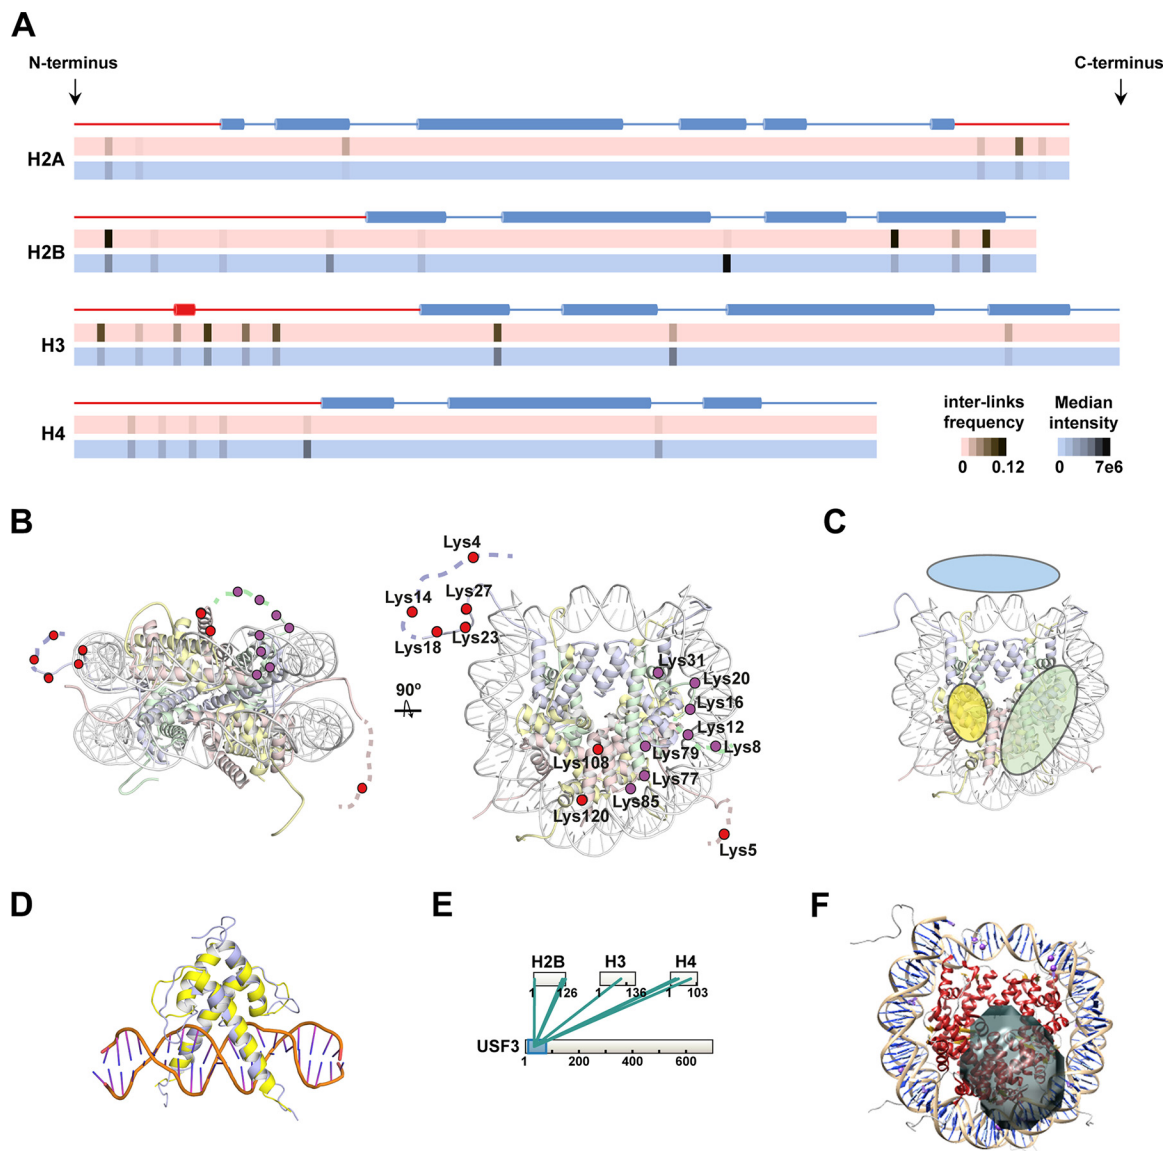 A
N-terminus
C-terminus
H2A
H2B
H3
H4
inter-links
frequency
0 0.12
Median
intensity
0 7e6
B
Lys4
Lys14
Lys27
Lys18
Lys23
90º
Lys31
Lys20
Lys16
Lys12
Lys8
Lys79
Lys108
Lys77
Lys85
Lys120
Lys5
C
D
E
H2B H3 H4
1 126 1 136 1 103
USF3
1 200 400 600
F